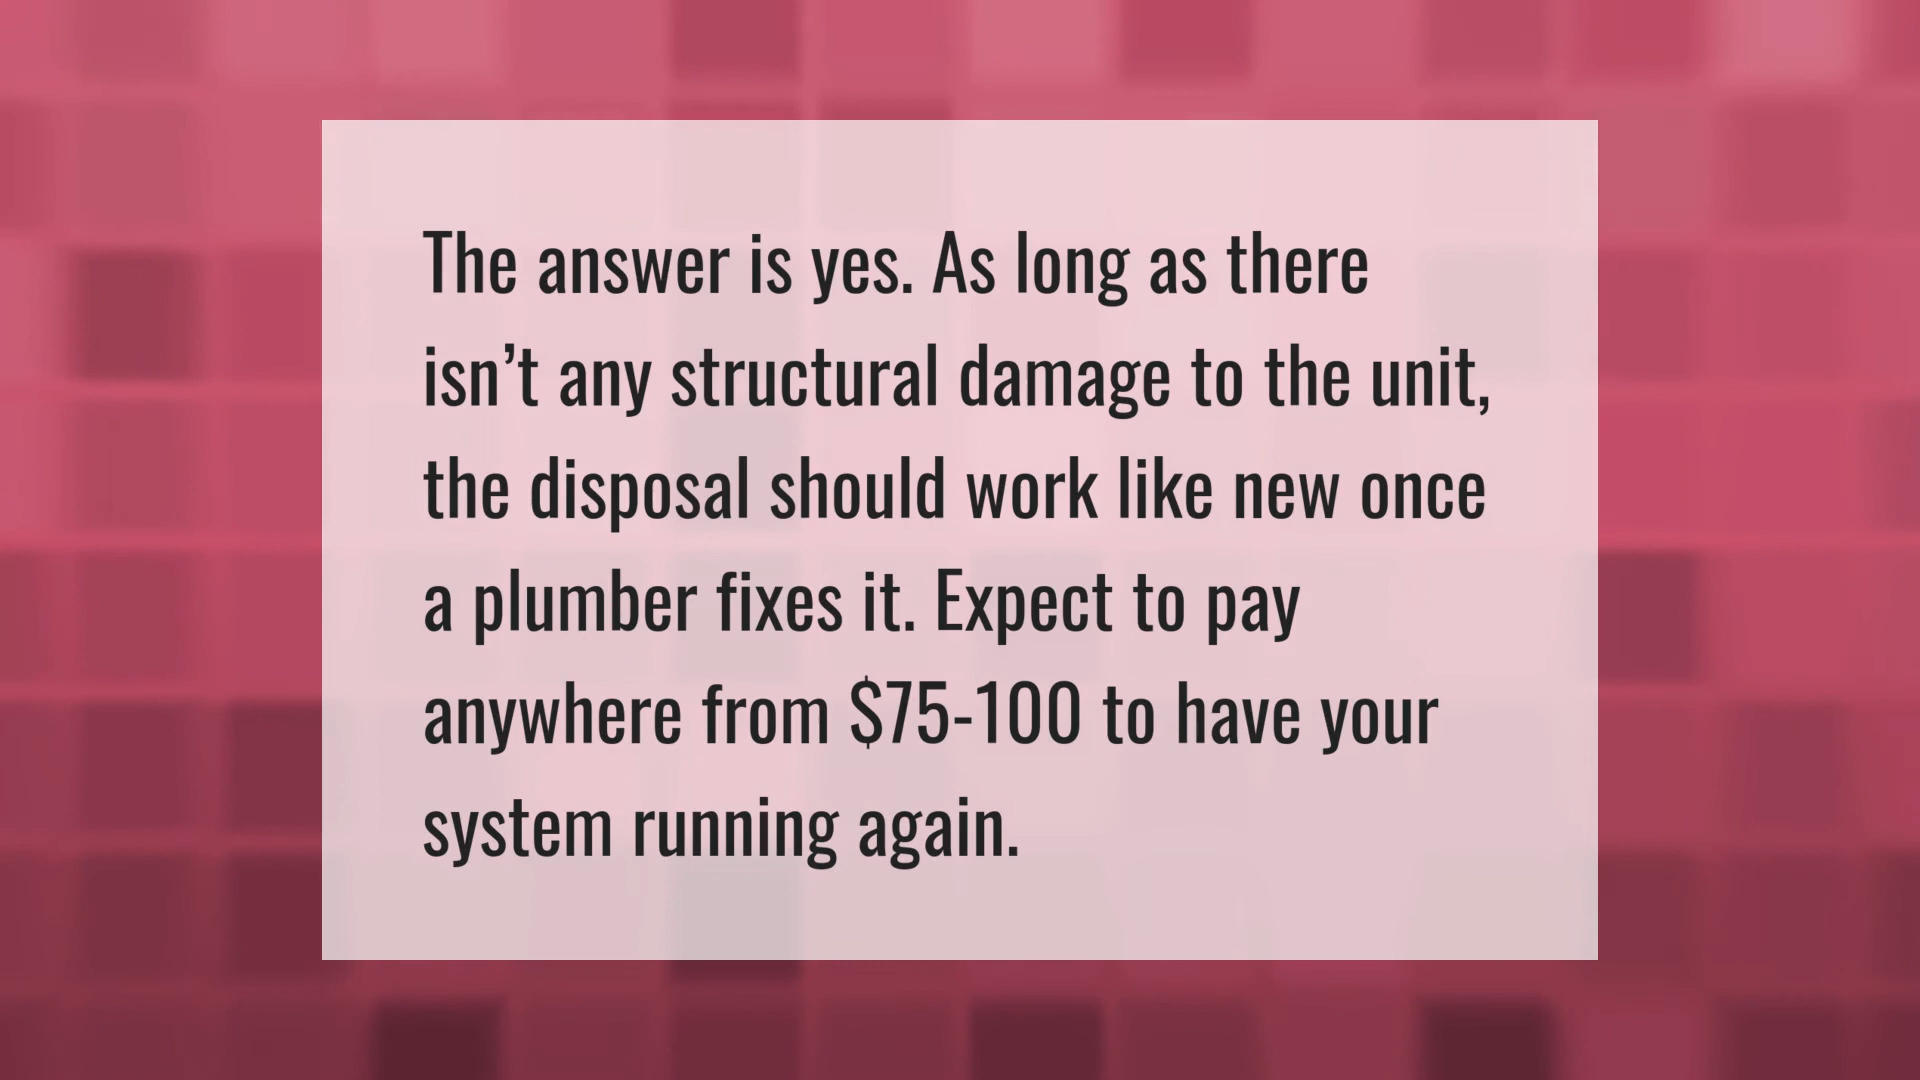 The answer is yes. As long as there
isn’t any structural damage to the unit,
the disposal should work like new once
a plumber fixes it. Expect to pay
anywhere from $75-100 to have your
system running again.